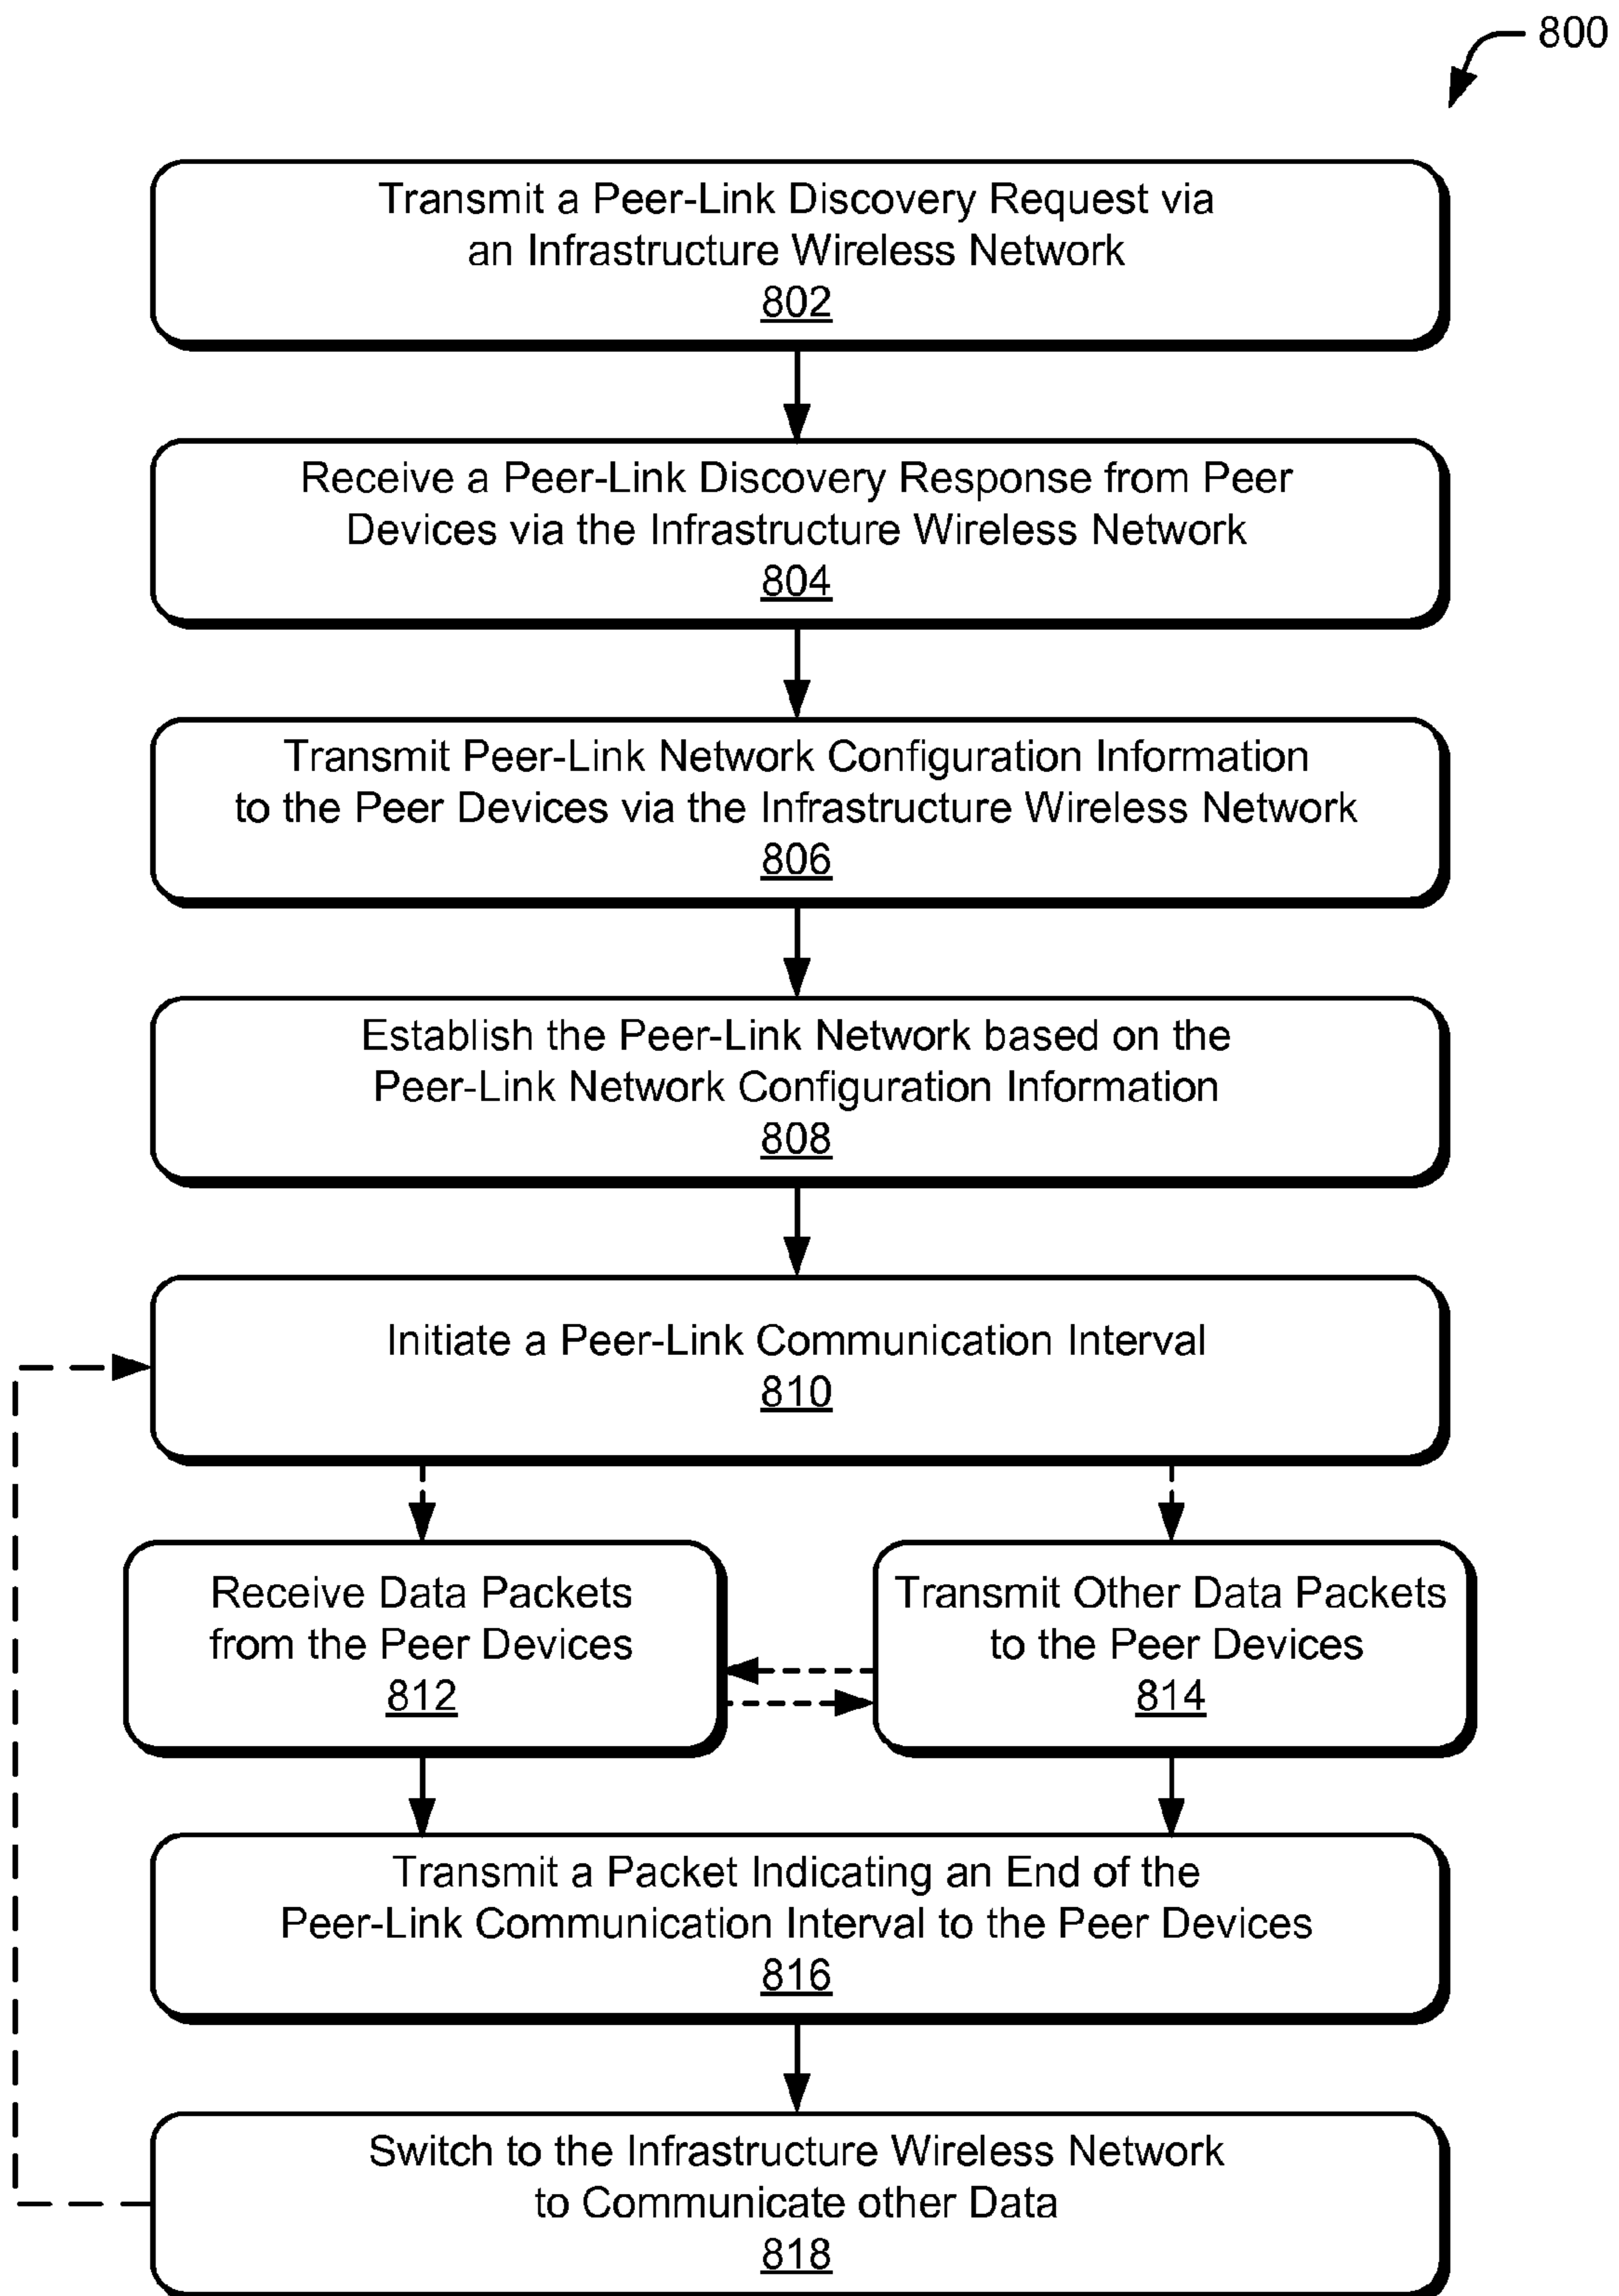 800
Transmit a Peer-Link Discovery Request via
an Infrastructure Wireless Network
802
Receive a Peer-Link Discovery Response from Peer
Devices via the Infrastructure Wireless Network
804
Transmit Peer-Link Network Configuration Information
to the Peer Devices via the Infrastructure Wireless Network
806
Establish the Peer-Link Network based on the
Peer-Link Network Configuration Information
808
Initiate a Peer-Link Communication Interval
810
Receive Data Packets
from the Peer Devices
812
Transmit Other Data Packets
to the Peer Devices
814
Transmit a Packet Indicating an End of the
Peer-Link Communication Interval to the Peer Devices
816
Switch to the Infrastructure Wireless Network
to Communicate other Data
818